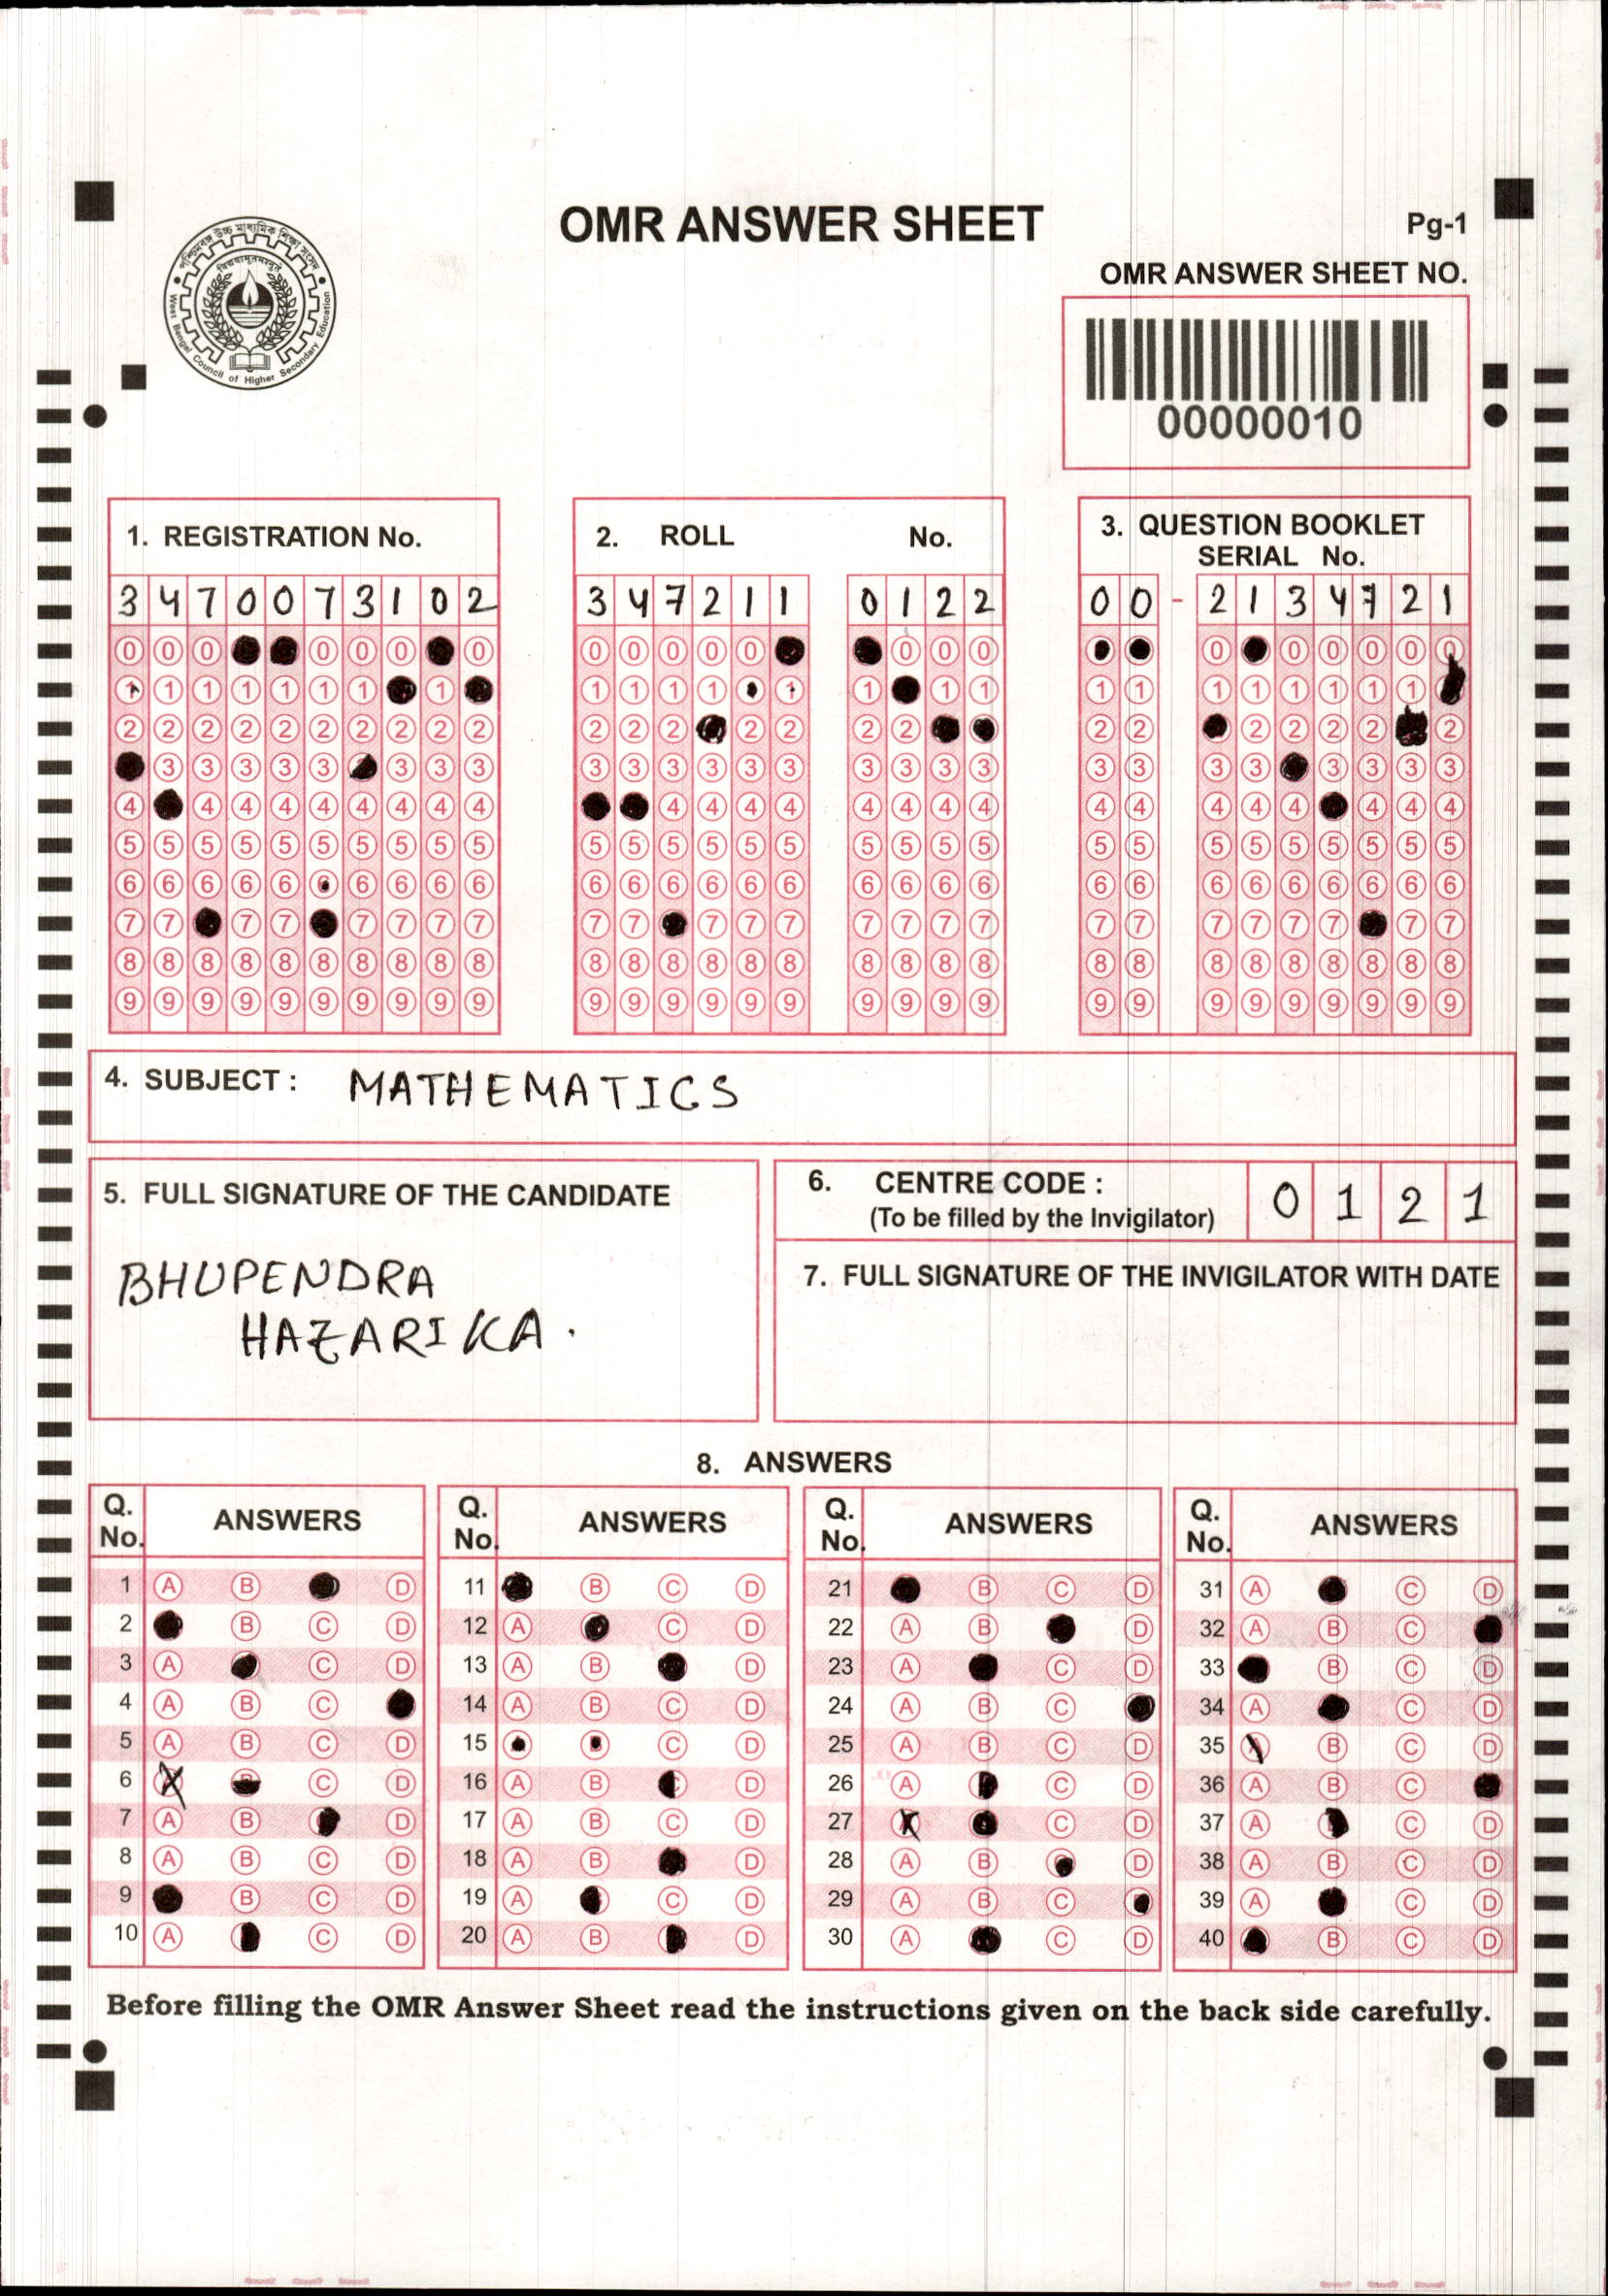 OMR ANSWER SHEET
Pg-1
পশ্চিমবঙ্গ উচ্চ মাধ্যমিক শিক্ষা সংসদ
West Bengal Council of Higher Secondary Education
OMR ANSWER SHEET NO.
00000010
1. REGISTRATION No.
3 4 7 0 0 7 3 1 0 2
2. ROLL No.
3 4 7 2 1 1 0 1 2 2
3. QUESTION BOOKLET
SERIAL No.
0 0 - 2 1 3 4 7 2 1
4. SUBJECT : MATHEMATICS
5. FULL SIGNATURE OF THE CANDIDATE
BHUPENDRA
HAZARIKA.
6. CENTRE CODE : 0 1 2 1
(To be filled by the Invigilator)
7. FULL SIGNATURE OF THE INVIGILATOR WITH DATE
8. ANSWERS
Q. No. ANSWERS Q. No. ANSWERS Q. No. ANSWERS Q. No. ANSWERS
1 A B D 11 B C D 21 B C D 31 A C D
2 B C D 12 A C D 22 A B D 32 A B C
3 A C D 13 A B D 23 A C D 33 B C D
4 A B C 14 A B C D 24 A B C 34 A C D
5 A B C D 15 C D 25 A B C D 35 B C D
6 C D 16 A B D 26 A C D 36 A B C
7 A B D 17 A B C D 27 C D 37 A C D
8 A B C D 18 A B D 28 A B D 38 A B C D
9 B C D 19 A C D 29 A B C 39 A C D
10 A C D 20 A B D 30 A C D 40 B C D
Before filling the OMR Answer Sheet read the instructions given on the back side carefully.